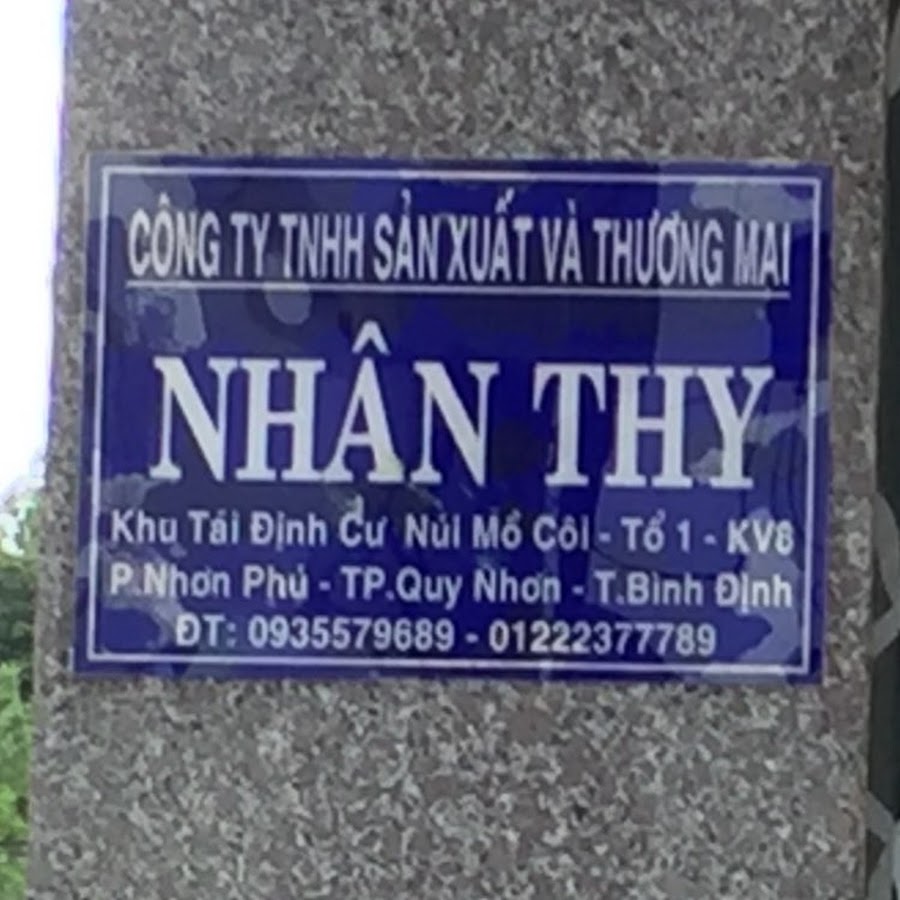 CÔNG TY TNHH SẢN XUẤT VÀ THƯƠNG MẠI
NHÂN THY
Khu Tái Định Cư Núi Mồ Côi - Tổ 1 - KV8
P.Nhơn Phú - TP.Quy Nhơn - T.Bình Định
ĐT: 0935579689 - 01222377789